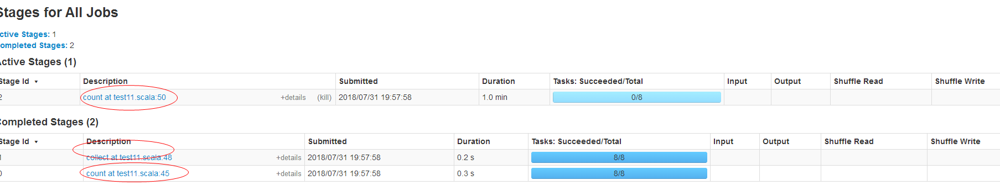 Stages for All Jobs
ctive Stages: 1
ompleted Stages: 2
Active Stages (1)
Stage Id ▾ Description Submitted Duration Tasks: Succeeded/Total Input Output Shuffle Read Shuffle Write
2 count at test11.scala:50 +details (kill) 2018/07/31 19:57:58 1.0 min 0/8
Completed Stages (2)
Stage Id ▾ Description Submitted Duration Tasks: Succeeded/Total Input Output Shuffle Read Shuffle Write
1 collect at test11.scala:48 +details 2018/07/31 19:57:58 0.2 s 8/8
0 count at test11.scala:45 +details 2018/07/31 19:57:58 0.3 s 8/8